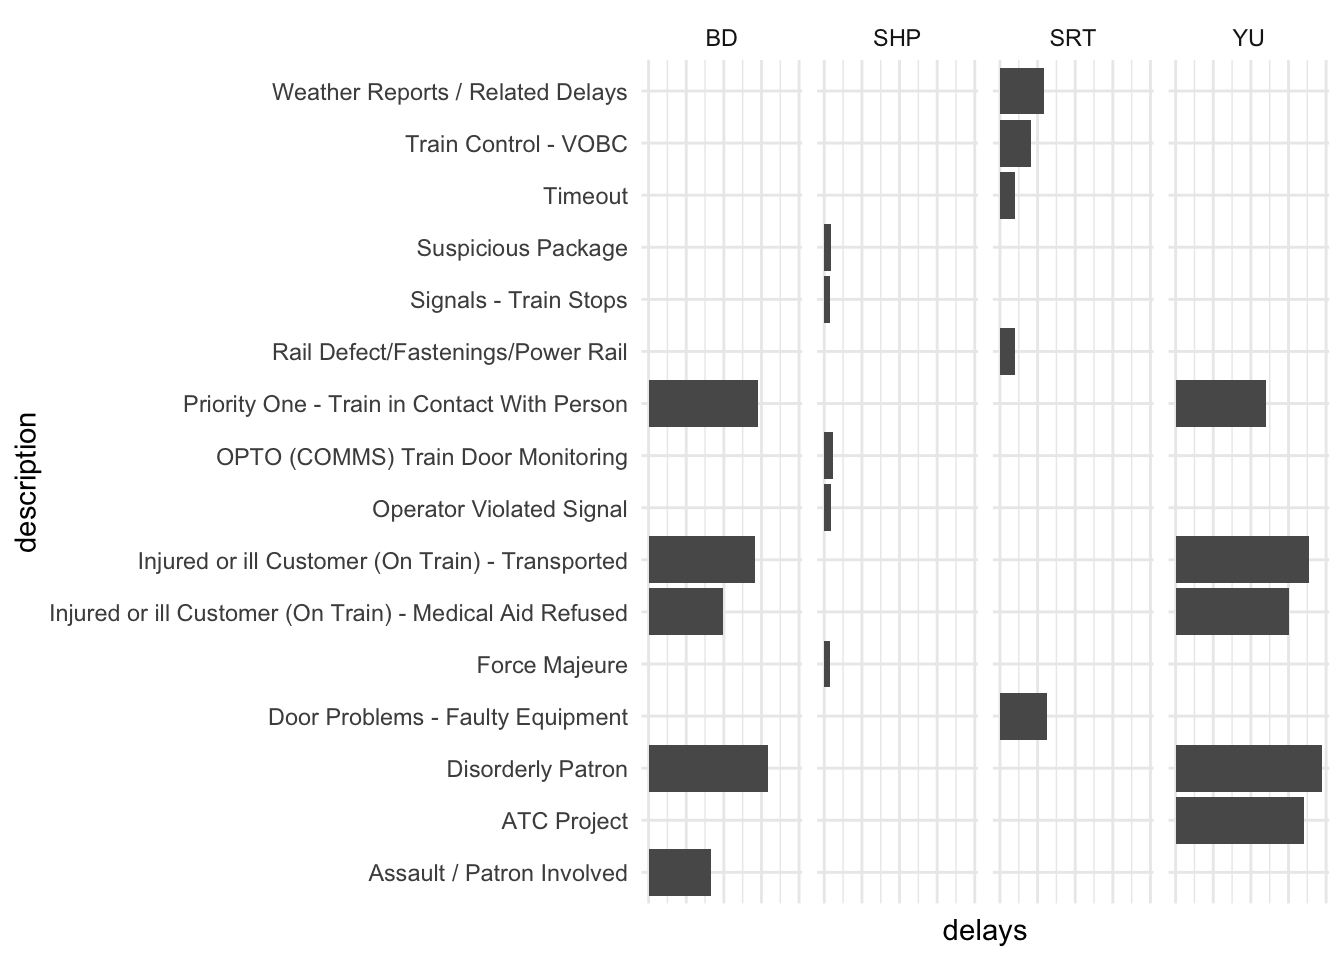 BD SHP SRT YU
Weather Reports / Related Delays
Train Control - VOBC
Timeout
Suspicious Package
Signals - Train Stops
Rail Defect/Fastenings/Power Rail
Priority One - Train in Contact With Person
OPTO (COMMS) Train Door Monitoring
Operator Violated Signal
Injured or ill Customer (On Train) - Transported
Injured or ill Customer (On Train) - Medical Aid Refused
Force Majeure
Door Problems - Faulty Equipment
Disorderly Patron
ATC Project
Assault / Patron Involved
description
delays